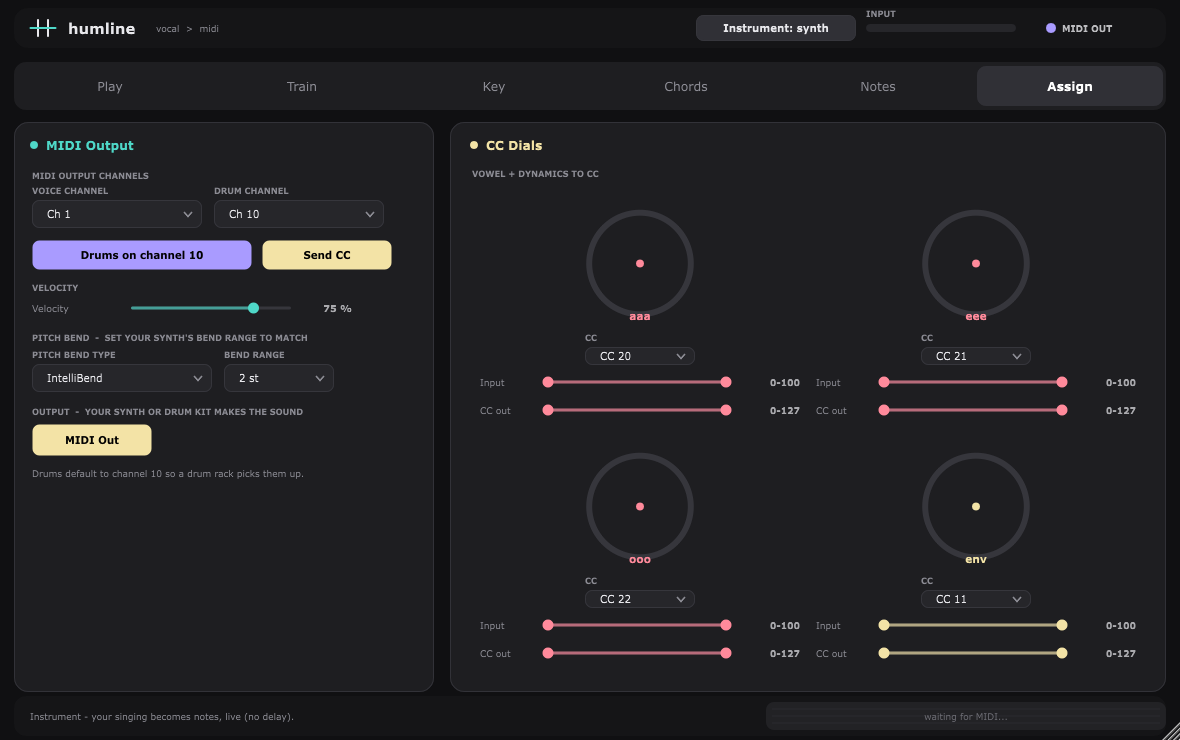 humline
vocal > midi
Instrument: synth
INPUT
MIDI OUT
Play
Train
Key
Chords
Notes
Assign
MIDI Output
MIDI OUTPUT CHANNELS
VOICE CHANNEL
DRUM CHANNEL
Ch 1
Ch 10
Drums on channel 10
Send CC
VELOCITY
Velocity
75 %
PITCH BEND - SET YOUR SYNTH'S BEND RANGE TO MATCH
PITCH BEND TYPE
BEND RANGE
IntelliBend
2 st
OUTPUT - YOUR SYNTH OR DRUM KIT MAKES THE SOUND
MIDI Out
Drums default to channel 10 so a drum rack picks them up.
CC Dials
VOWEL + DYNAMICS TO CC
aaa
CC
CC 20
Input
0-100
CC out
0-127
eee
CC
CC 21
Input
0-100
CC out
0-127
ooo
CC
CC 22
Input
0-100
CC out
0-127
env
CC
CC 11
Input
0-100
CC out
0-127
Instrument - your singing becomes notes, live (no delay).
waiting for MIDI...